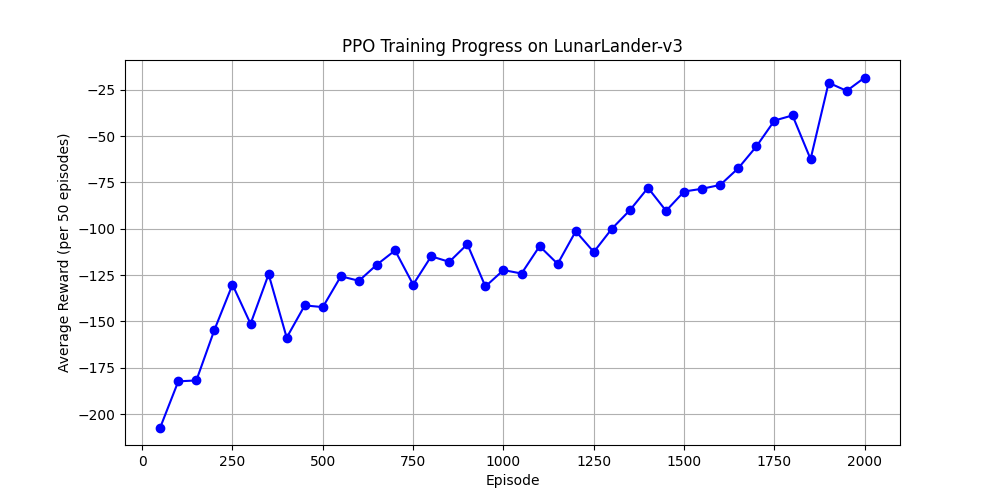 PPO Training Progress on LunarLander-v3
Average Reward (per 50 episodes)
−25
−50
−75
−100
−125
−150
−175
−200
0 250 500 750 1000 1250 1500 1750 2000
Episode